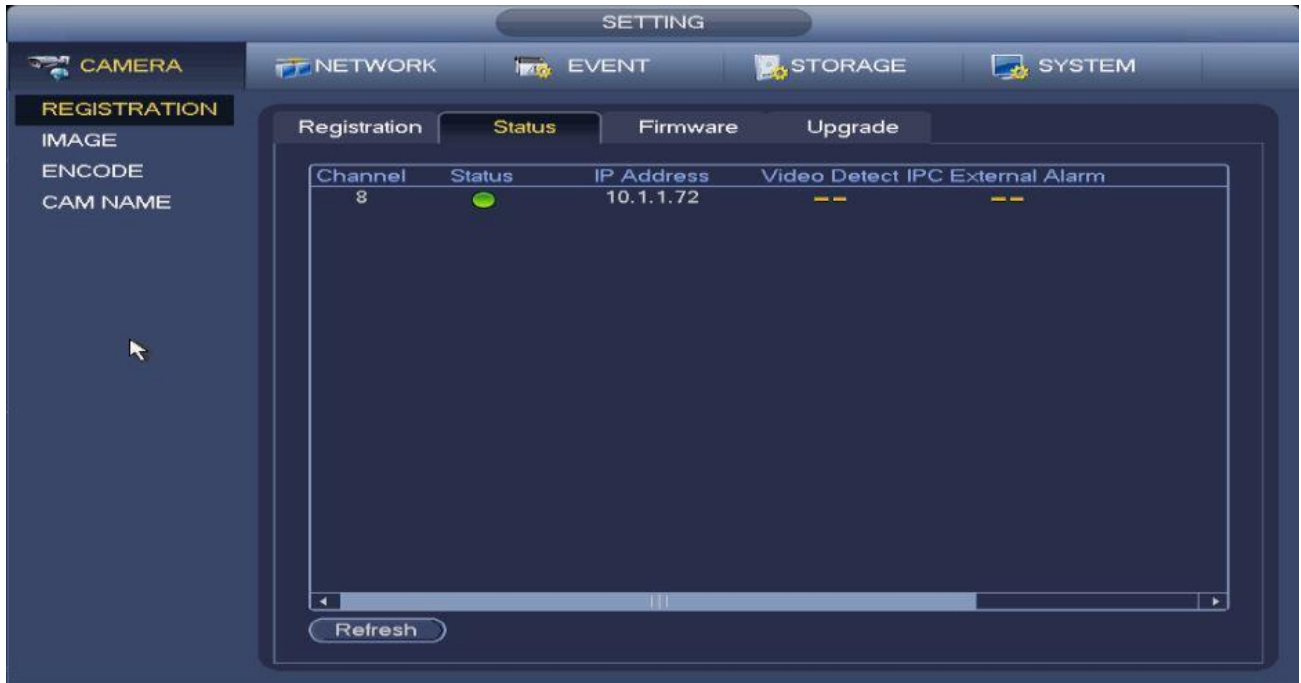 SETTING
CAMERA NETWORK EVENT STORAGE SYSTEM
REGISTRATION
IMAGE
ENCODE
CAM NAME
Registration Status Firmware Upgrade
Channel Status IP Address Video Detect IPC External Alarm
8 10.1.1.72 -- --
Refresh